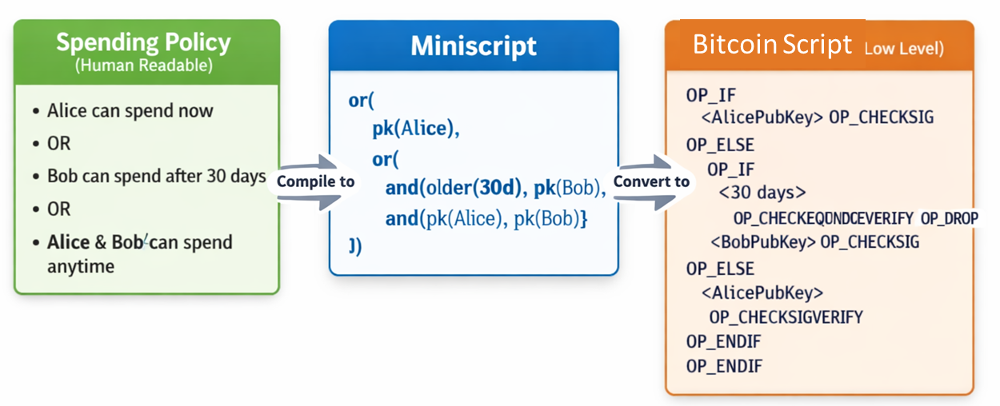 Spending Policy
(Human Readable)
• Alice can spend now
• OR
• Bob can spend after 30 days
• OR
• Alice & Bob can spend
anytime
Compile to
Miniscript
or(
pk(Alice),
or(
and(older(30d), pk(Bob),
and(pk(Alice), pk(Bob)}
])
Convert to
Bitcoin Script Low Level)
OP_IF
<AlicePubKey> OP_CHECKSIG
OP_ELSE
OP_IF
<30 days>
OP_CHECKEQUNDCEVERIFY OP_DROP
<BobPubKey> OP_CHECKSIG
OP_ELSE
<AlicePubKey>
OP_CHECKSIGVERIFY
OP_ENDIF
OP_ENDIF